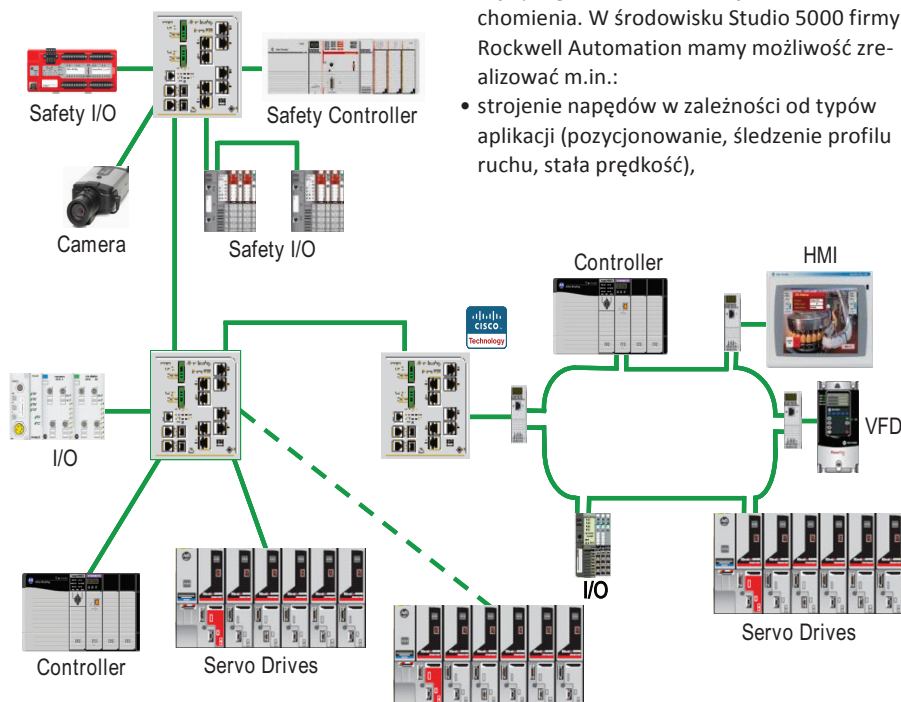 chomienia. W środowisku Studio 5000 firmy
Rockwell Automation mamy możliwość zre-
alizować m.in.:
• strojenie napędów w zależności od typów
aplikacji (pozycjonowanie, śledzenie profilu
ruchu, stała prędkość),
Safety I/O
Safety Controller
Camera
Safety I/O
Controller
HMI
CISCO
Technology
I/O
VFD
I/O
Controller
Servo Drives
Servo Drives